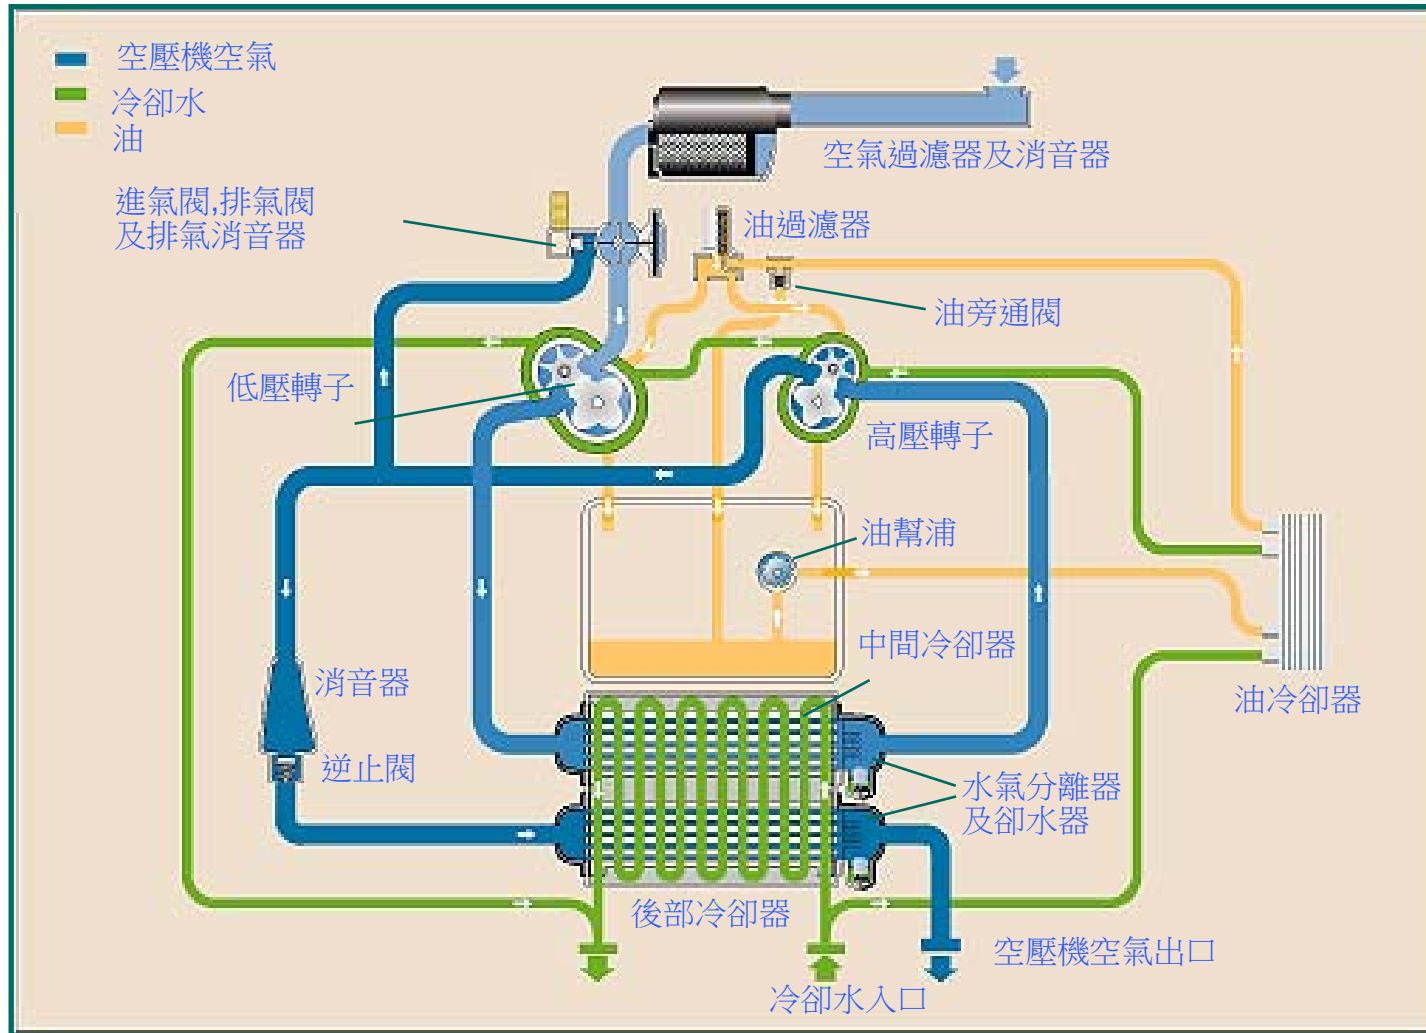 空壓機空氣
冷卻水
油
空氣過濾器及消音器
進氣閥,排氣閥
及排氣消音器
油過濾器
油旁通閥
低壓轉子
高壓轉子
油幫浦
中間冷卻器
消音器
油冷卻器
逆止閥
水氣分離器
及卻水器
後部冷卻器
空壓機空氣出口
冷卻水入口